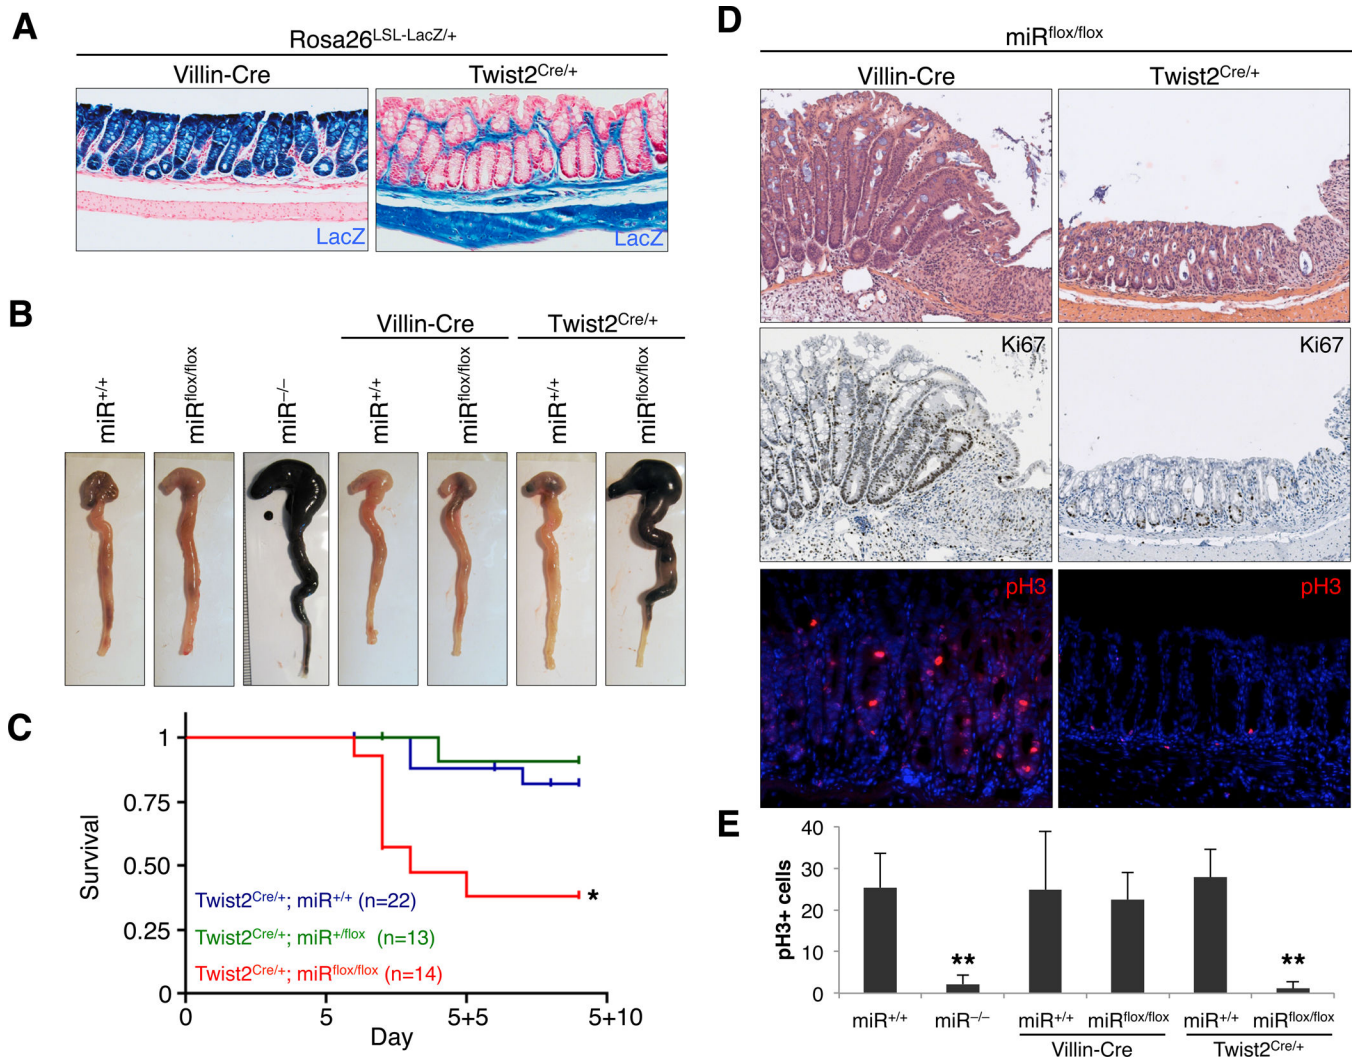 A
Rosa26LSL-LacZ/+
Villin-Cre
Twist2Cre/+
LacZ
LacZ
B
Villin-Cre
Twist2Cre/+
miR+/+
miRflox/flox
miR–/–
miR+/+
miRflox/flox
miR+/+
miRflox/flox
C
Survival
1
0.75
0.50
0.25
0
Twist2Cre/+; miR+/+ (n=22)
Twist2Cre/+; miR+/flox (n=13)
Twist2Cre/+; miRflox/flox (n=14)
*
0
5
5+5
5+10
Day
D
miRflox/flox
Villin-Cre
Twist2Cre/+
Ki67
Ki67
pH3
pH3
E
pH3+ cells
40
30
20
10
0
**
**
miR+/+
miR–/–
miR+/+
miRflox/flox
miR+/+
miRflox/flox
Villin-Cre
Twist2Cre/+